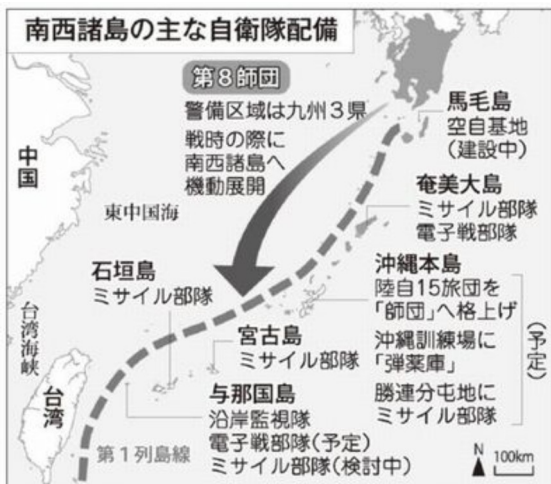 南西諸島の主な自衛隊配備
第8師団
警備区域は九州3県
戦時の際に
南西諸島へ
機動展開
馬毛島
空自基地
(建設中)
中国
東中国海
奄美大島
ミサイル部隊
電子戦部隊
石垣島
ミサイル部隊
沖縄本島
陸自15旅団を
「師団」へ格上げ
沖縄訓練場に
「弾薬庫」
勝連分屯地に
ミサイル部隊
(予定)
宮古島
ミサイル部隊
台湾海峡
台湾
与那国島
沿岸監視隊
電子戦部隊(予定)
ミサイル部隊(検討中)
第1列島線
N
100km